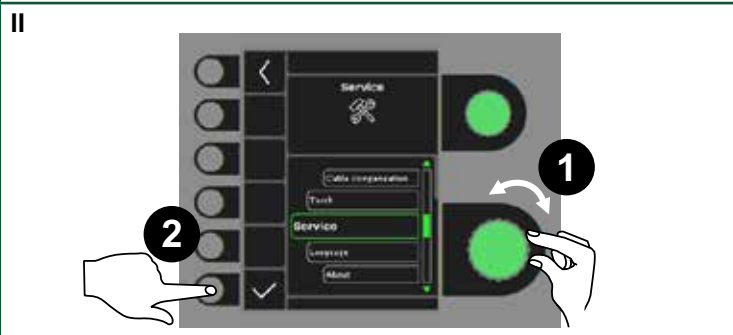 II
Service
Cable compensation
Torch
1
Service
2
Language
About